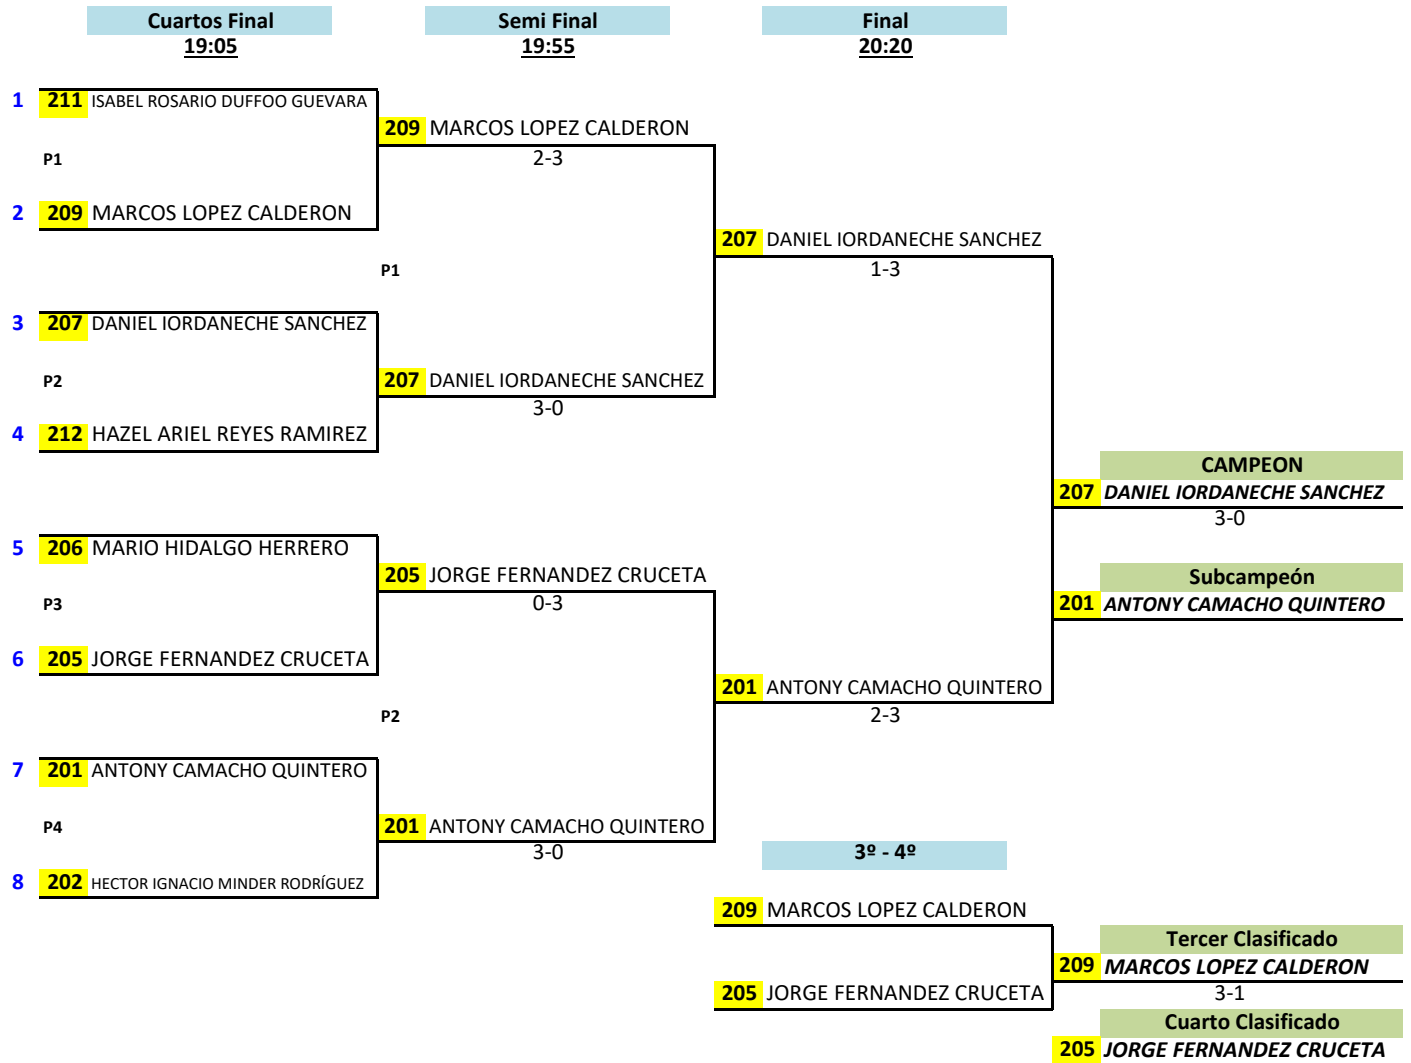 Cuartos Final Semi Final Final
19:05 19:55 20:20
1 211 ISABEL ROSARIO DUFFOO GUEVARA
209 MARCOS LOPEZ CALDERON
P1 2-3
2 209 MARCOS LOPEZ CALDERON
207 DANIEL IORDANECHE SANCHEZ
P1 1-3
3 207 DANIEL IORDANECHE SANCHEZ
P2 207 DANIEL IORDANECHE SANCHEZ
3-0
4 212 HAZEL ARIEL REYES RAMIREZ
CAMPEON
207 DANIEL IORDANECHE SANCHEZ
3-0
5 206 MARIO HIDALGO HERRERO
205 JORGE FERNANDEZ CRUCETA Subcampeón
P3 0-3 201 ANTONY CAMACHO QUINTERO
6 205 JORGE FERNANDEZ CRUCETA
201 ANTONY CAMACHO QUINTERO
P2 2-3
7 201 ANTONY CAMACHO QUINTERO
P4 201 ANTONY CAMACHO QUINTERO
3-0 3º - 4º
8 202 HECTOR IGNACIO MINDER RODRÍGUEZ
209 MARCOS LOPEZ CALDERON
Tercer Clasificado
209 MARCOS LOPEZ CALDERON
205 JORGE FERNANDEZ CRUCETA 3-1
Cuarto Clasificado
205 JORGE FERNANDEZ CRUCETA